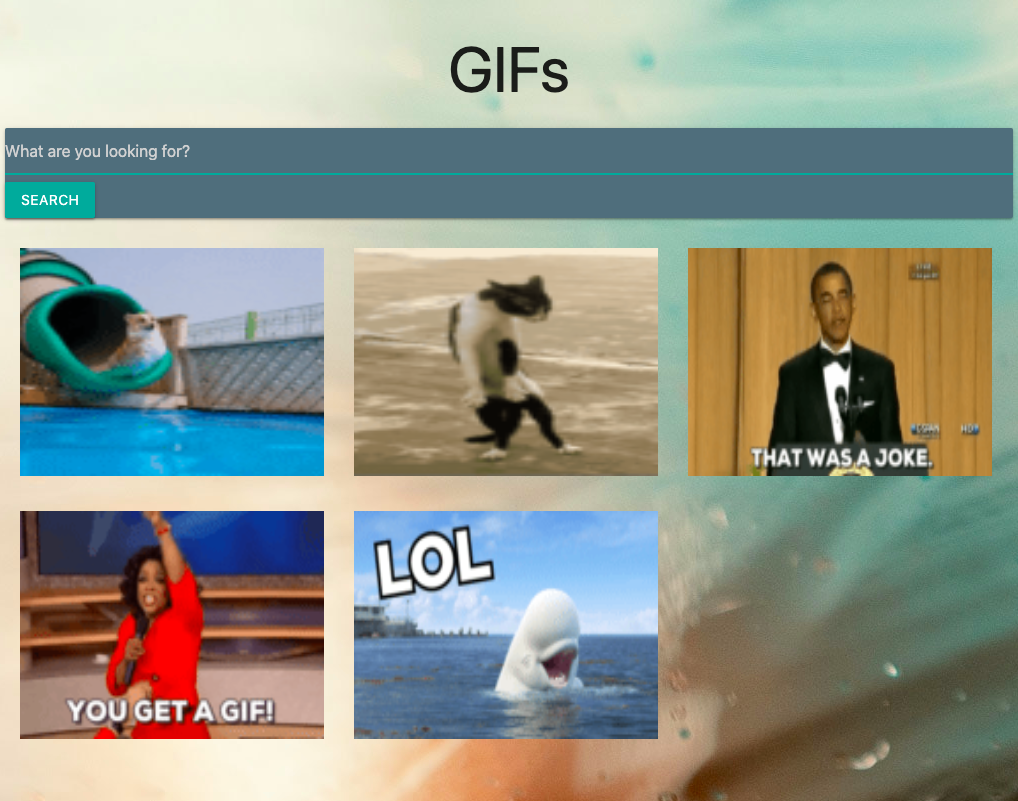 GIFs
What are you looking for?
SEARCH
THAT WAS A JOKE.
YOU GET A GIF!
LOL